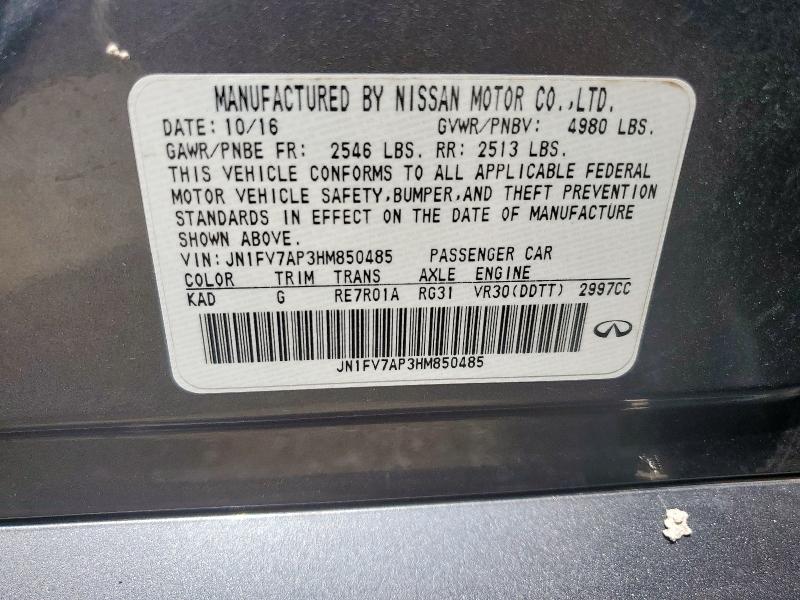 MANUFACTURED BY NISSAN MOTOR CO.,LTD.
DATE: 10/16 GVWR/PNBV: 4980 LBS.
GAWR/PNBE FR: 2546 LBS. RR: 2513 LBS.
THIS VEHICLE CONFORMS TO ALL APPLICABLE FEDERAL
MOTOR VEHICLE SAFETY,BUMPER,AND THEFT PREVENTION
STANDARDS IN EFFECT ON THE DATE OF MANUFACTURE
SHOWN ABOVE.
VIN: JN1FV7AP3HM850485 PASSENGER CAR
COLOR TRIM TRANS AXLE ENGINE
KAD G RE7R01A RG31 VR30(DDTT) 2997CC
JN1FV7AP3HM850485